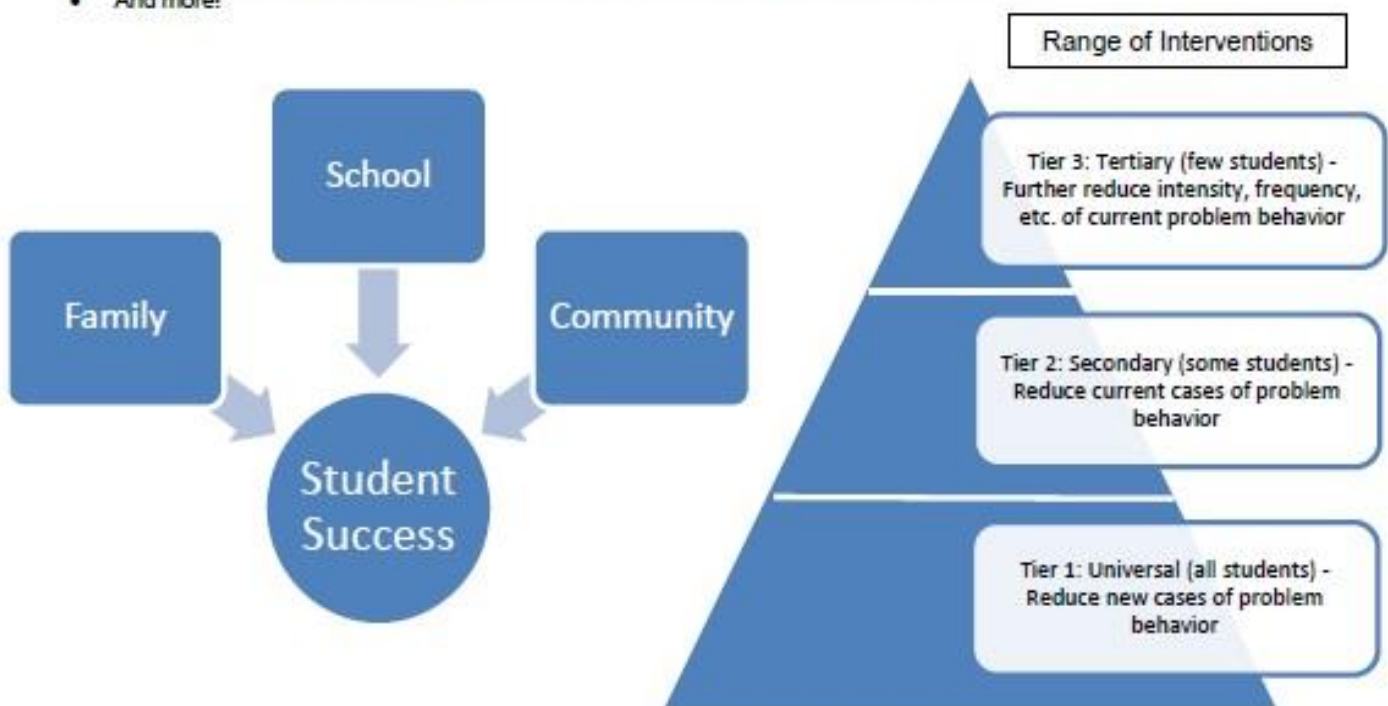 • And more!
Range of Interventions
School
Family
Community
Student
Success
Tier 3: Tertiary (few students) -
Further reduce intensity, frequency,
etc. of current problem behavior
Tier 2: Secondary (some students) -
Reduce current cases of problem
behavior
Tier 1: Universal (all students) -
Reduce new cases of problem
behavior